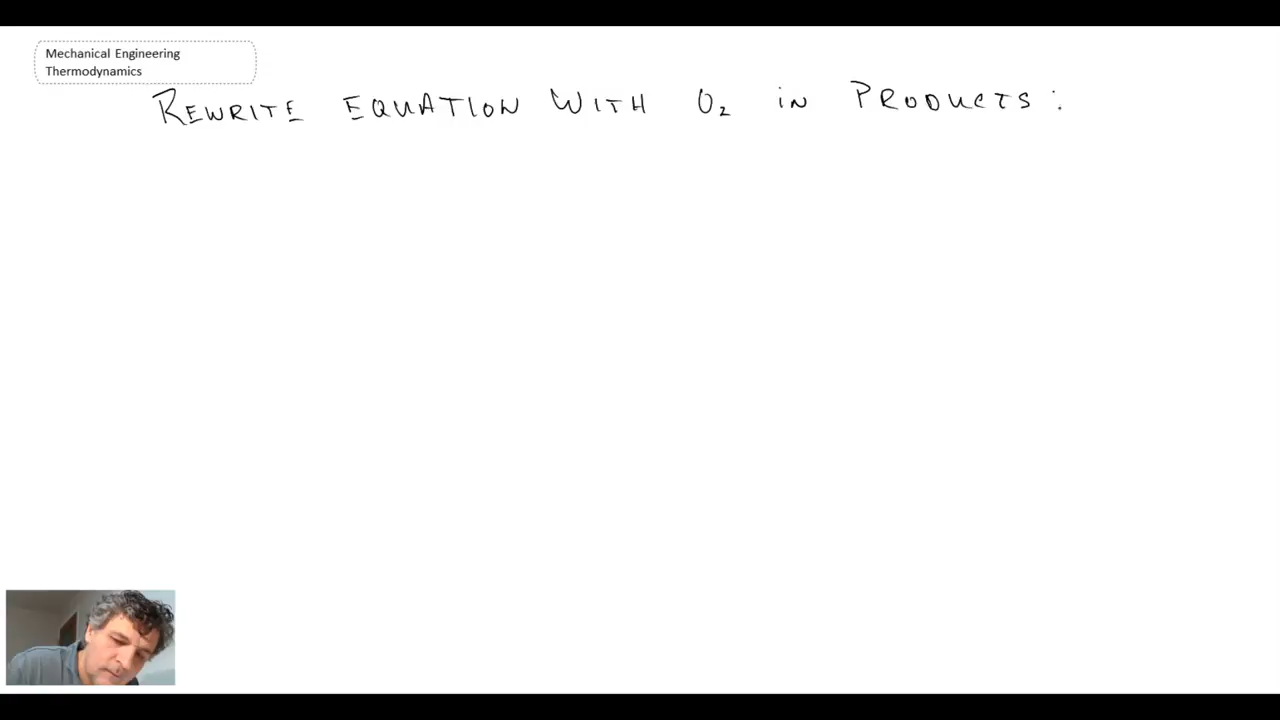 Mechanical Engineering
Thermodynamics
REWRITE EQUATION WITH O₂ in PRODUCTS :